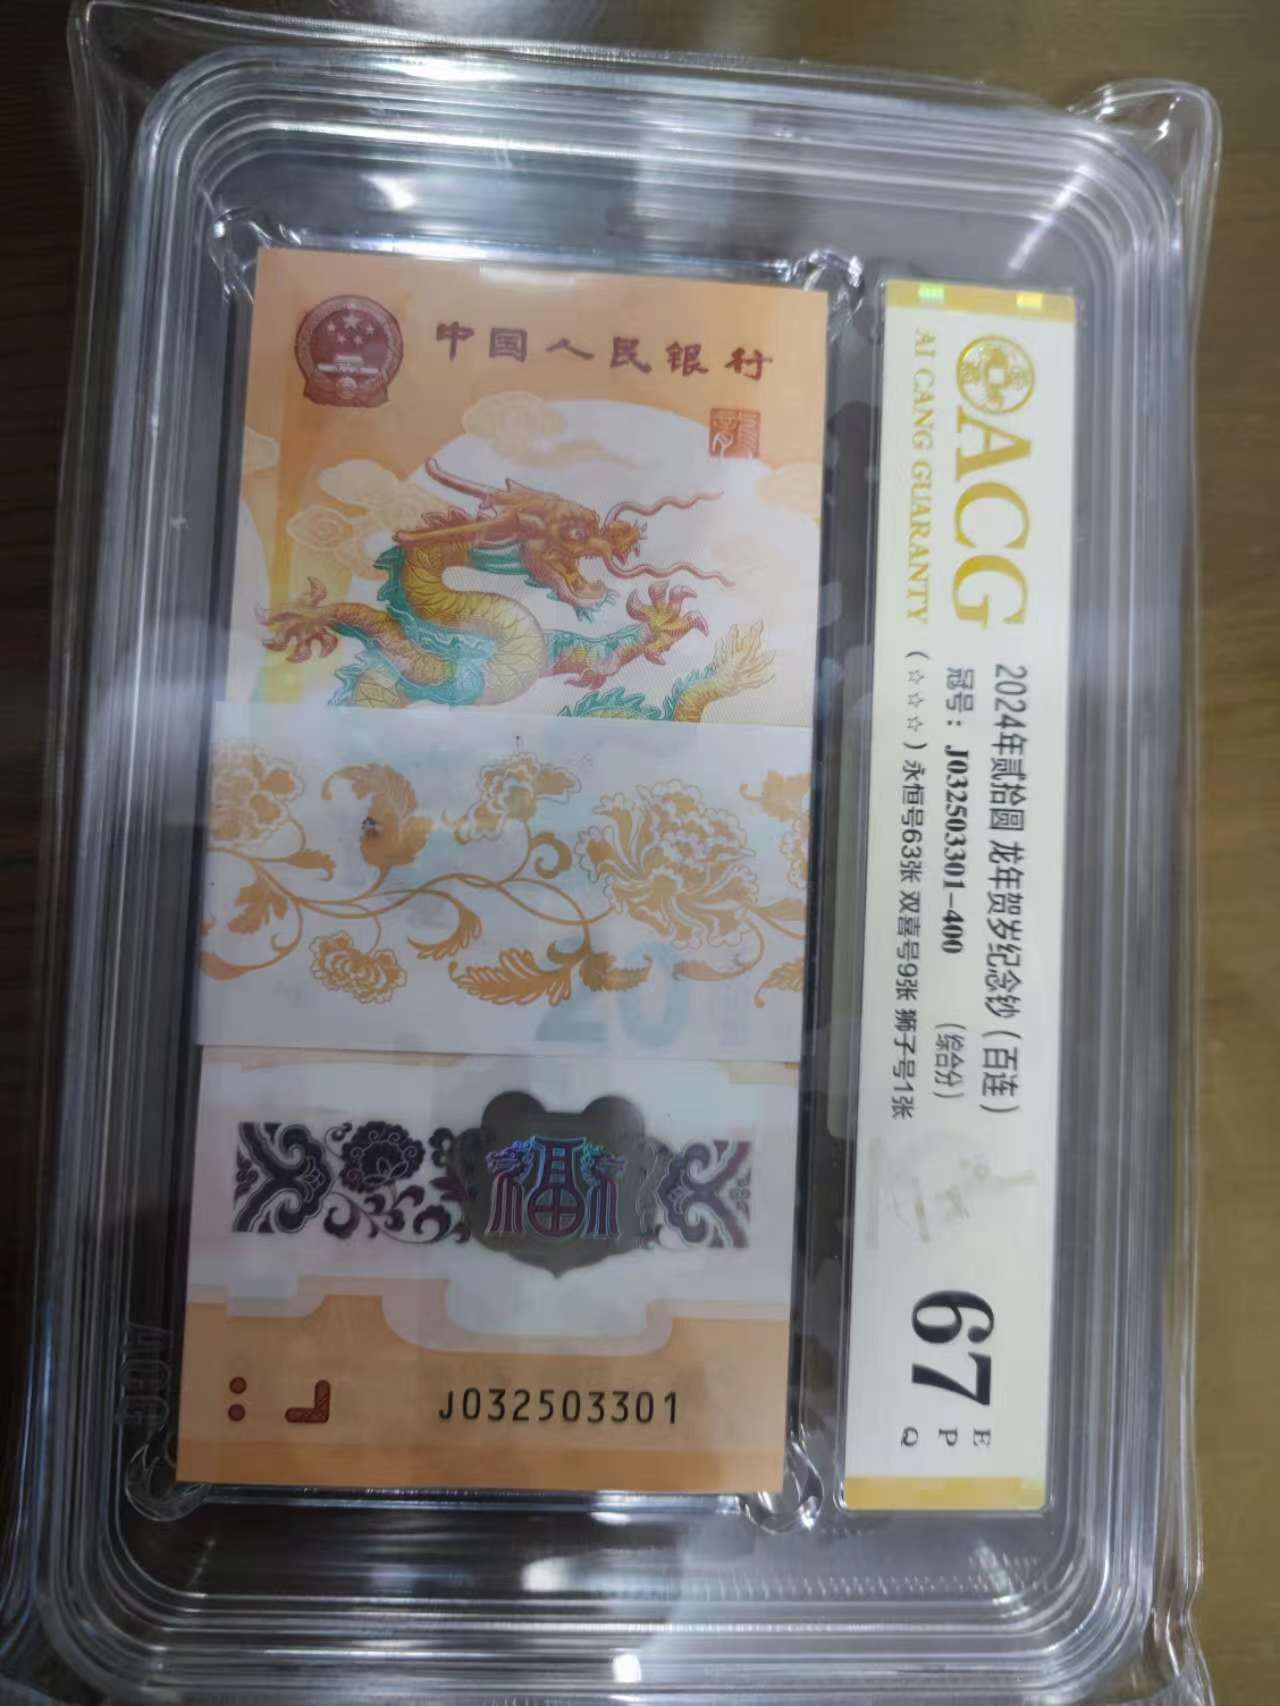 中国人民银行
J032503301
ACG
AI CANG GUARANTY
2024年贰拾圆 龙年贺岁纪念钞（百连）
冠号：J032503301-400 （综合分）
（☆☆☆）永恒号63张 双喜号9张 狮子号1张
67
E
P
Q
福
201